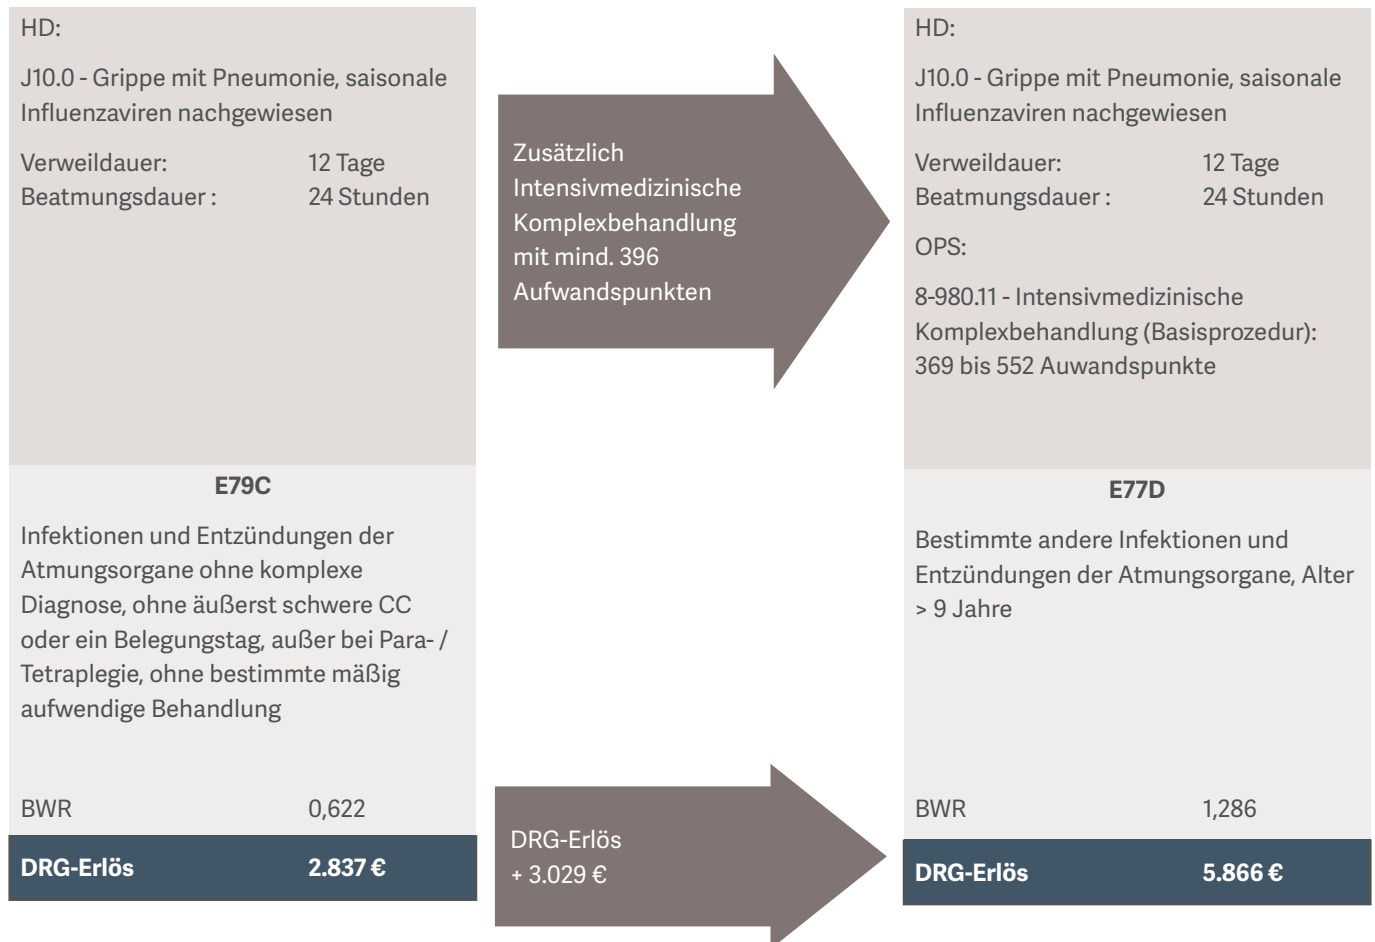 HD:
J10.0 - Grippe mit Pneumonie, saisonale
Influenzaviren nachgewiesen
Verweildauer: 12 Tage
Beatmungsdauer : 24 Stunden
E79C
Infektionen und Entzündungen der
Atmungsorgane ohne komplexe
Diagnose, ohne äußerst schwere CC
oder ein Belegungstag, außer bei Para- /
Tetraplegie, ohne bestimmte mäßig
aufwendige Behandlung
BWR 0,622
DRG-Erlös 2.837 €
Zusätzlich
Intensivmedizinische
Komplexbehandlung
mit mind. 396
Aufwandspunkten
DRG-Erlös
+ 3.029 €
HD:
J10.0 - Grippe mit Pneumonie, saisonale
Influenzaviren nachgewiesen
Verweildauer: 12 Tage
Beatmungsdauer : 24 Stunden
OPS:
8-980.11 - Intensivmedizinische
Komplexbehandlung (Basisprozedur):
369 bis 552 Auwandspunkte
E77D
Bestimmte andere Infektionen und
Entzündungen der Atmungsorgane, Alter
> 9 Jahre
BWR 1,286
DRG-Erlös 5.866 €